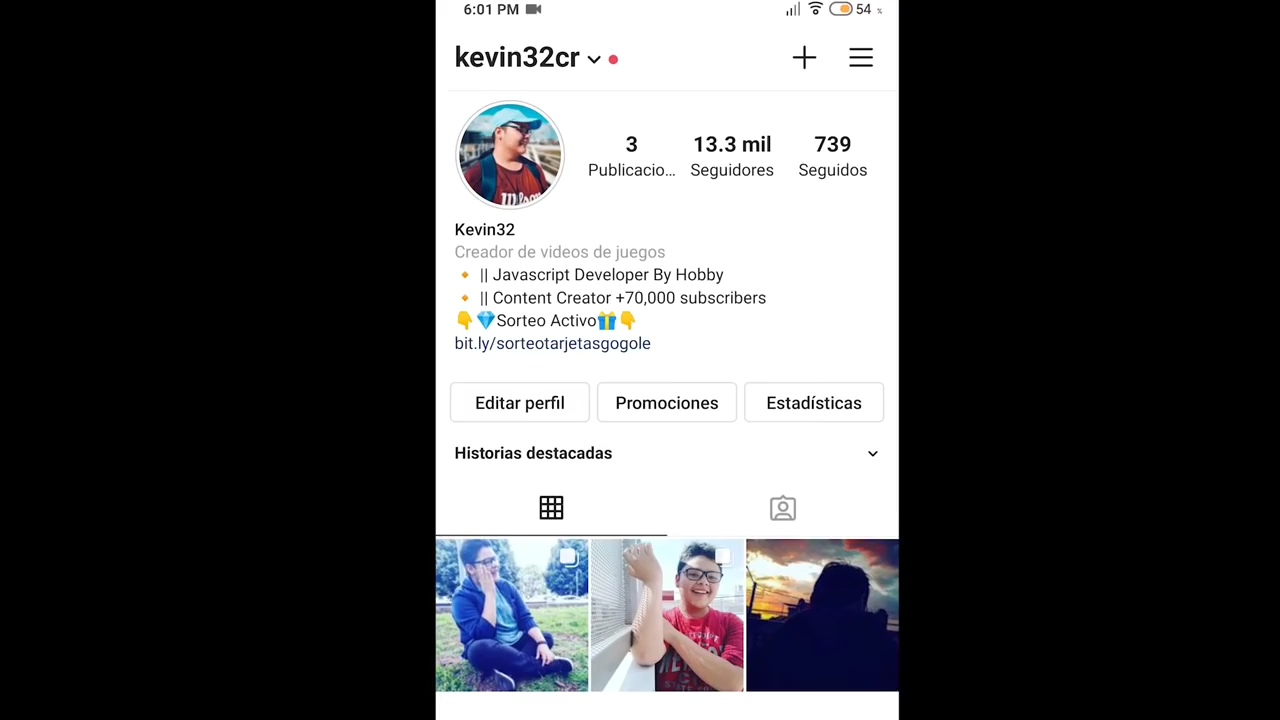 6:01 PM
54 %
kevin32cr
3
13.3 mil
739
Publicacio...
Seguidores
Seguidos
Kevin32
Creador de videos de juegos
🔸 || Javascript Developer By Hobby
🔸 || Content Creator +70,000 subscribers
👇💎Sorteo Activo🎁👇
bit.ly/sorteotarjetasgogole
Editar perfil
Promociones
Estadísticas
Historias destacadas